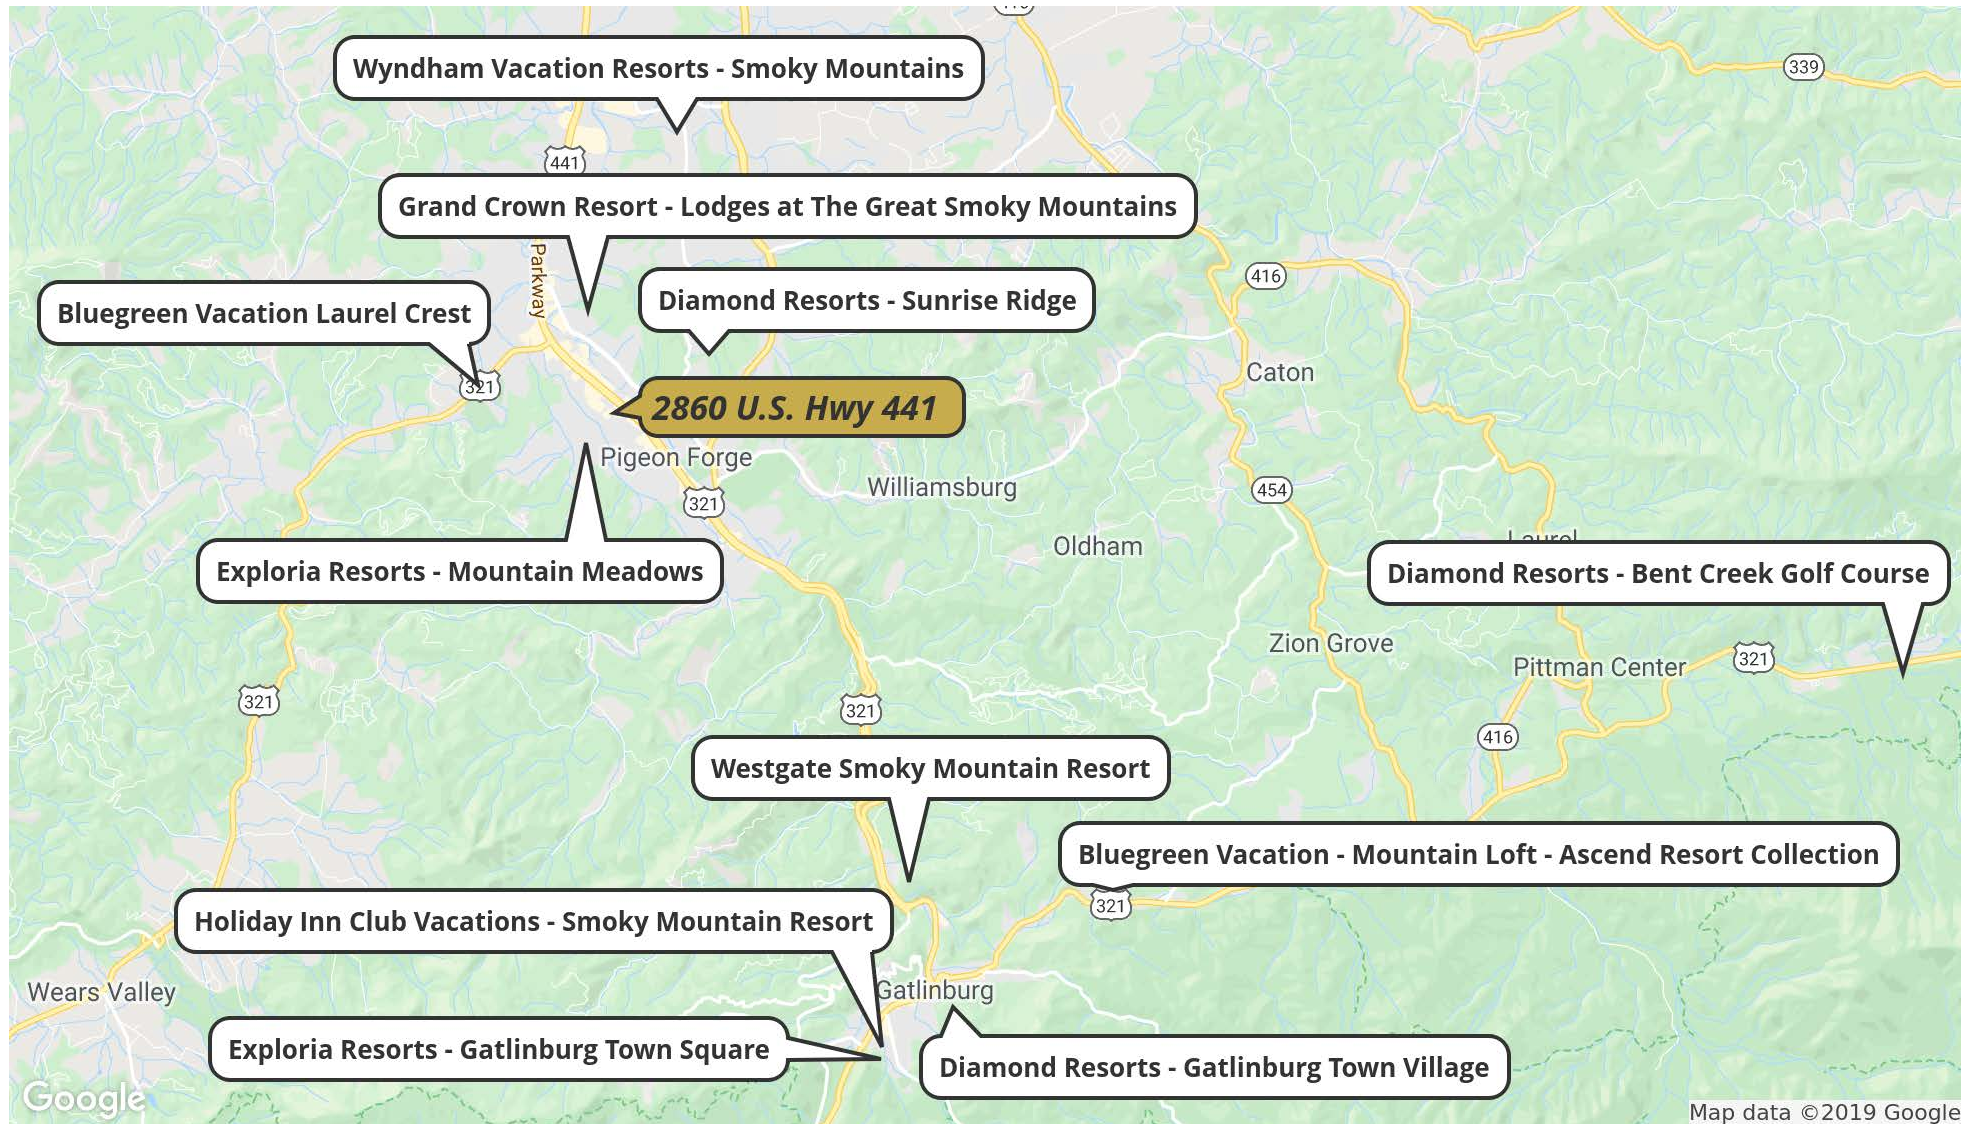 Wyndham Vacation Resorts - Smoky Mountains
339
441
Grand Crown Resort - Lodges at The Great Smoky Mountains
Parkway
416
Diamond Resorts - Sunrise Ridge
Bluegreen Vacation Laurel Crest
321
Caton
2860 U.S. Hwy 441
Pigeon Forge
Williamsburg
321
454
Oldham
Laurel
Exploria Resorts - Mountain Meadows
Diamond Resorts - Bent Creek Golf Course
Zion Grove
Pittman Center
321
321
321
416
Westgate Smoky Mountain Resort
Bluegreen Vacation - Mountain Loft - Ascend Resort Collection
321
Holiday Inn Club Vacations - Smoky Mountain Resort
Wears Valley
Gatlinburg
Exploria Resorts - Gatlinburg Town Square
Diamond Resorts - Gatlinburg Town Village
Google
Map data ©2019 Google